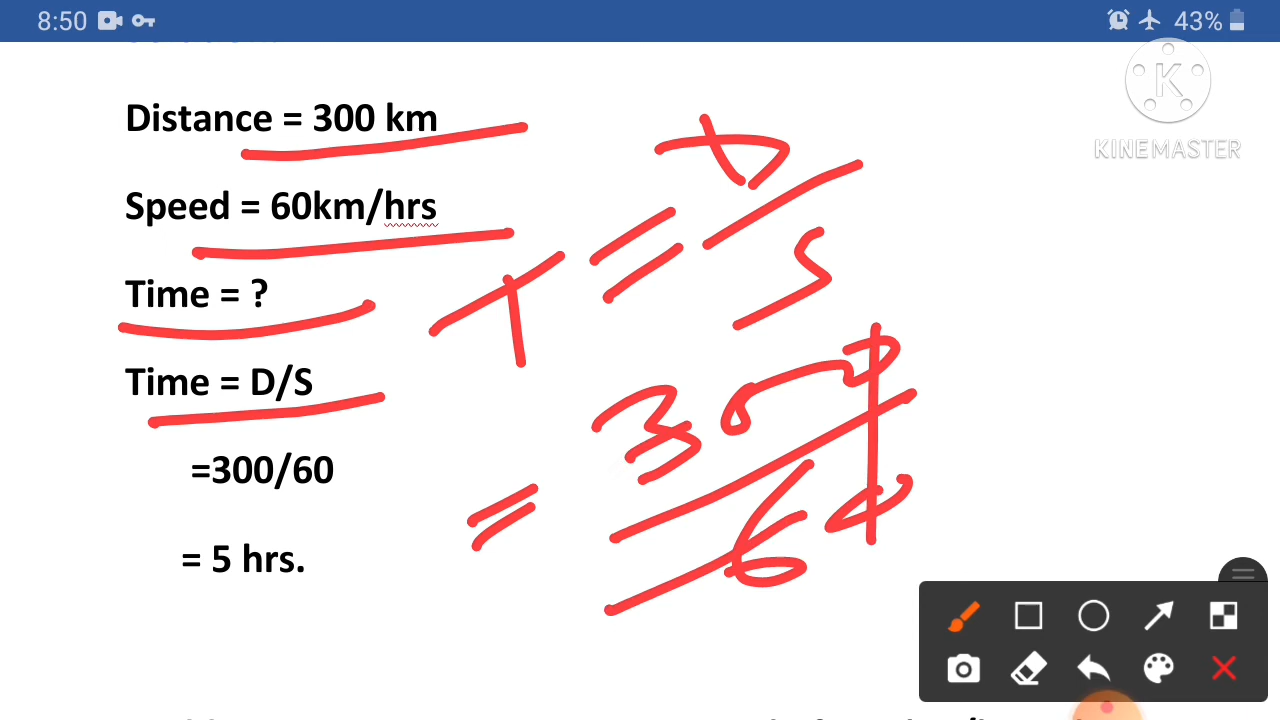 8:50 43%
Distance = 300 km
Speed = 60km/hrs
Time = ?
Time = D/S
=300/60
= 5 hrs.
T = D/S
= 300/60
K
KINEMASTER